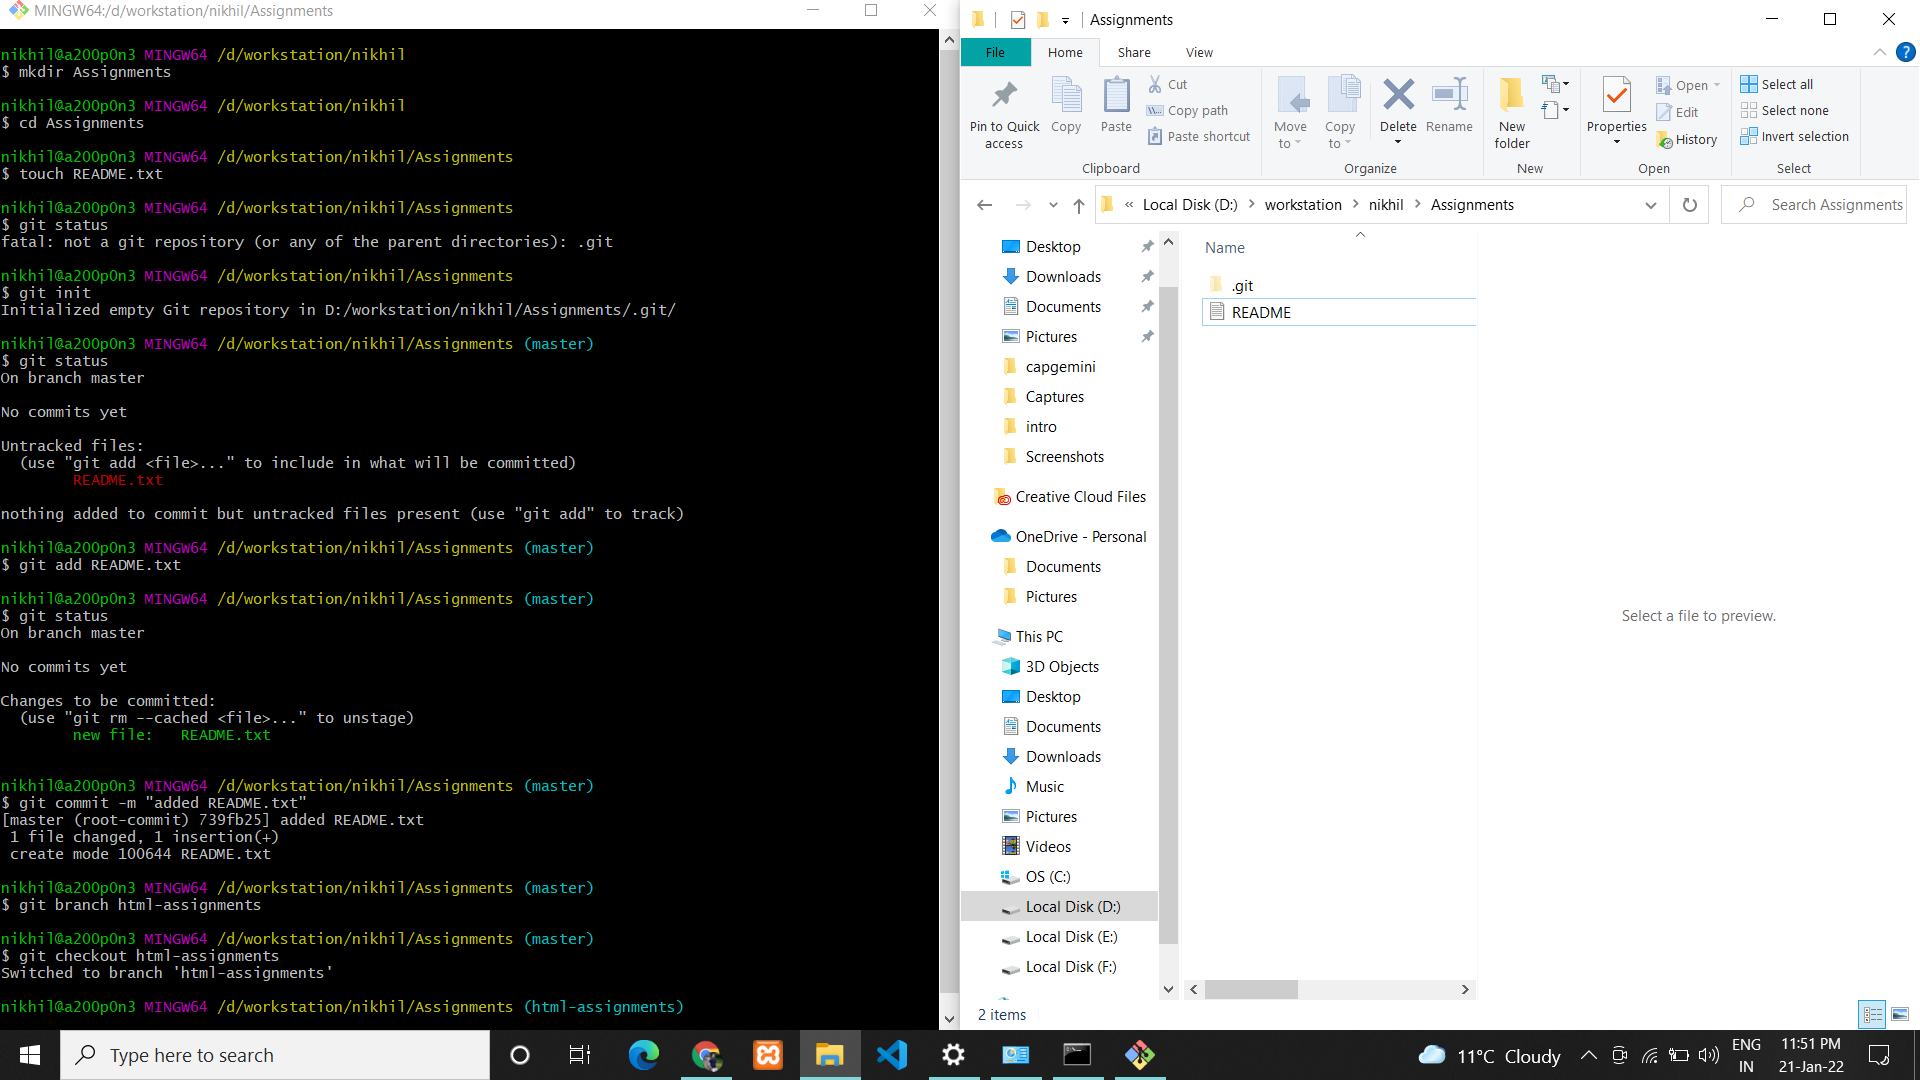 MINGW64:/d/workstation/nikhil/Assignments
nikhil@a200p0n3 MINGW64 /d/workstation/nikhil
$ mkdir Assignments
nikhil@a200p0n3 MINGW64 /d/workstation/nikhil
$ cd Assignments
nikhil@a200p0n3 MINGW64 /d/workstation/nikhil/Assignments
$ touch README.txt
nikhil@a200p0n3 MINGW64 /d/workstation/nikhil/Assignments
$ git status
fatal: not a git repository (or any of the parent directories): .git
nikhil@a200p0n3 MINGW64 /d/workstation/nikhil/Assignments
$ git init
Initialized empty Git repository in D:/workstation/nikhil/Assignments/.git/
nikhil@a200p0n3 MINGW64 /d/workstation/nikhil/Assignments (master)
$ git status
On branch master
No commits yet
Untracked files:
(use "git add <file>..." to include in what will be committed)
README.txt
nothing added to commit but untracked files present (use "git add" to track)
nikhil@a200p0n3 MINGW64 /d/workstation/nikhil/Assignments (master)
$ git add README.txt
nikhil@a200p0n3 MINGW64 /d/workstation/nikhil/Assignments (master)
$ git status
On branch master
No commits yet
Changes to be committed:
(use "git rm --cached <file>..." to unstage)
new file:   README.txt
nikhil@a200p0n3 MINGW64 /d/workstation/nikhil/Assignments (master)
$ git commit -m "added README.txt"
[master (root-commit) 739fb25] added README.txt
1 file changed, 1 insertion(+)
create mode 100644 README.txt
nikhil@a200p0n3 MINGW64 /d/workstation/nikhil/Assignments (master)
$ git branch html-assignments
nikhil@a200p0n3 MINGW64 /d/workstation/nikhil/Assignments (master)
$ git checkout html-assignments
Switched to branch 'html-assignments'
nikhil@a200p0n3 MINGW64 /d/workstation/nikhil/Assignments (html-assignments)
Assignments
File Home Share View
Pin to Quick access
Copy
Paste
Cut
Copy path
Paste shortcut
Clipboard
Move to
Copy to
Delete
Rename
Organize
New folder
New
Properties
Open
Edit
History
Open
Select all
Select none
Invert selection
Select
« Local Disk (D:) > workstation > nikhil > Assignments
Search Assignments
Desktop
Downloads
Documents
Pictures
capgemini
Captures
intro
Screenshots
Creative Cloud Files
OneDrive - Personal
Documents
Pictures
This PC
3D Objects
Desktop
Documents
Downloads
Music
Pictures
Videos
OS (C:)
Local Disk (D:)
Local Disk (E:)
Local Disk (F:)
Name
.git
README
Select a file to preview.
2 items
Type here to search
11°C Cloudy
ENG
IN
11:51 PM
21-Jan-22